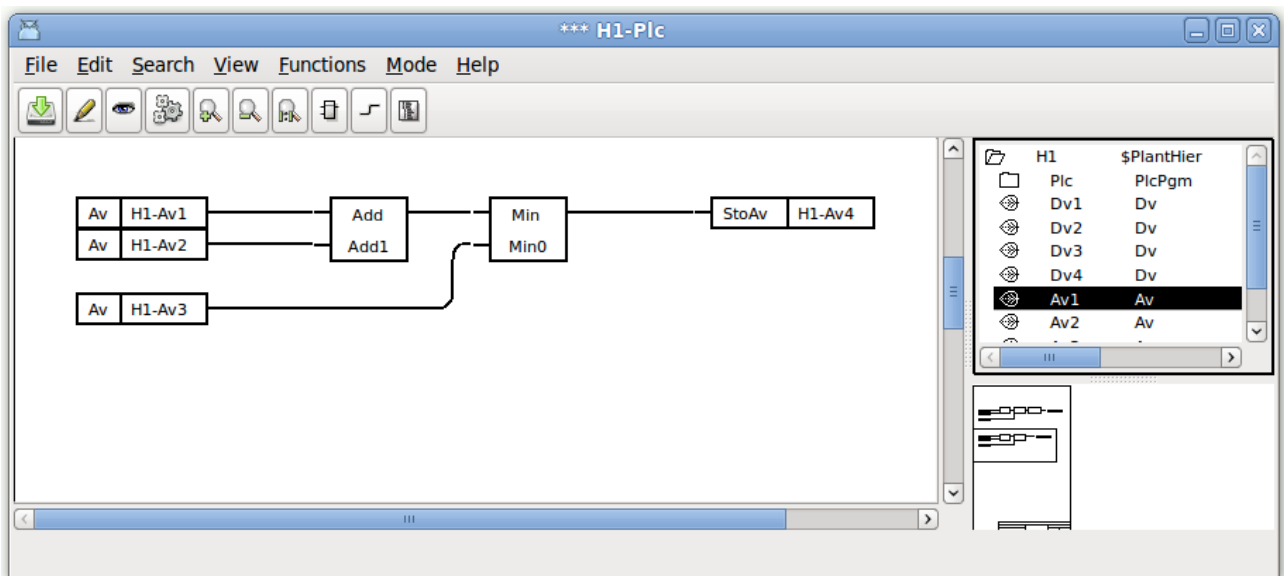 *** H1-Plc
File Edit Search View Functions Mode Help
Av H1-Av1
Av H1-Av2
Av H1-Av3
Add
Add1
Min
Min0
StoAv H1-Av4
H1 $PlantHier
Plc PlcPgm
Dv1 Dv
Dv2 Dv
Dv3 Dv
Dv4 Dv
Av1 Av
Av2 Av